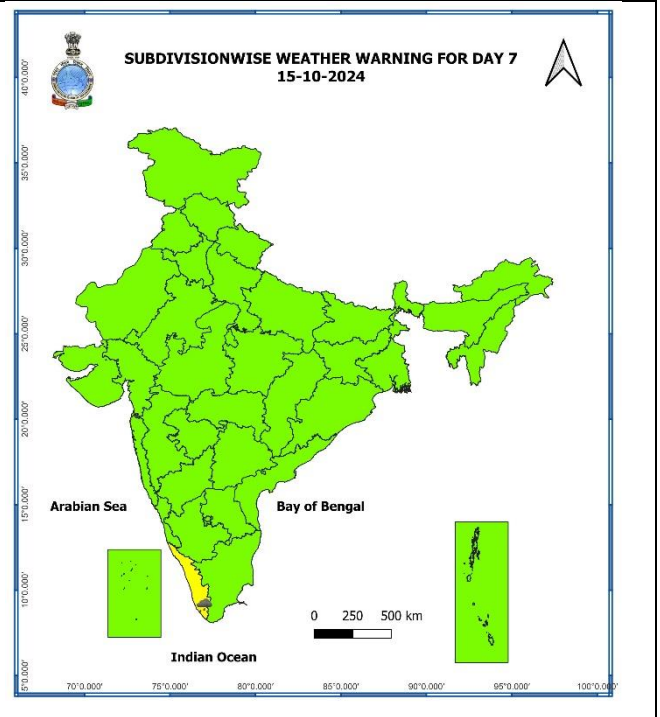 SUBDIVISIONWISE WEATHER WARNING FOR DAY 7
15-10-2024
40°0.000'
35°0.000'
30°0.000'
25°0.000'
20°0.000'
15°0.000'
10°0.000'
5°0.000'
Arabian Sea
Bay of Bengal
0 250 500 km
Indian Ocean
70°0.000' 75°0.000' 80°0.000' 85°0.000' 90°0.000' 95°0.000' 100°0.000'